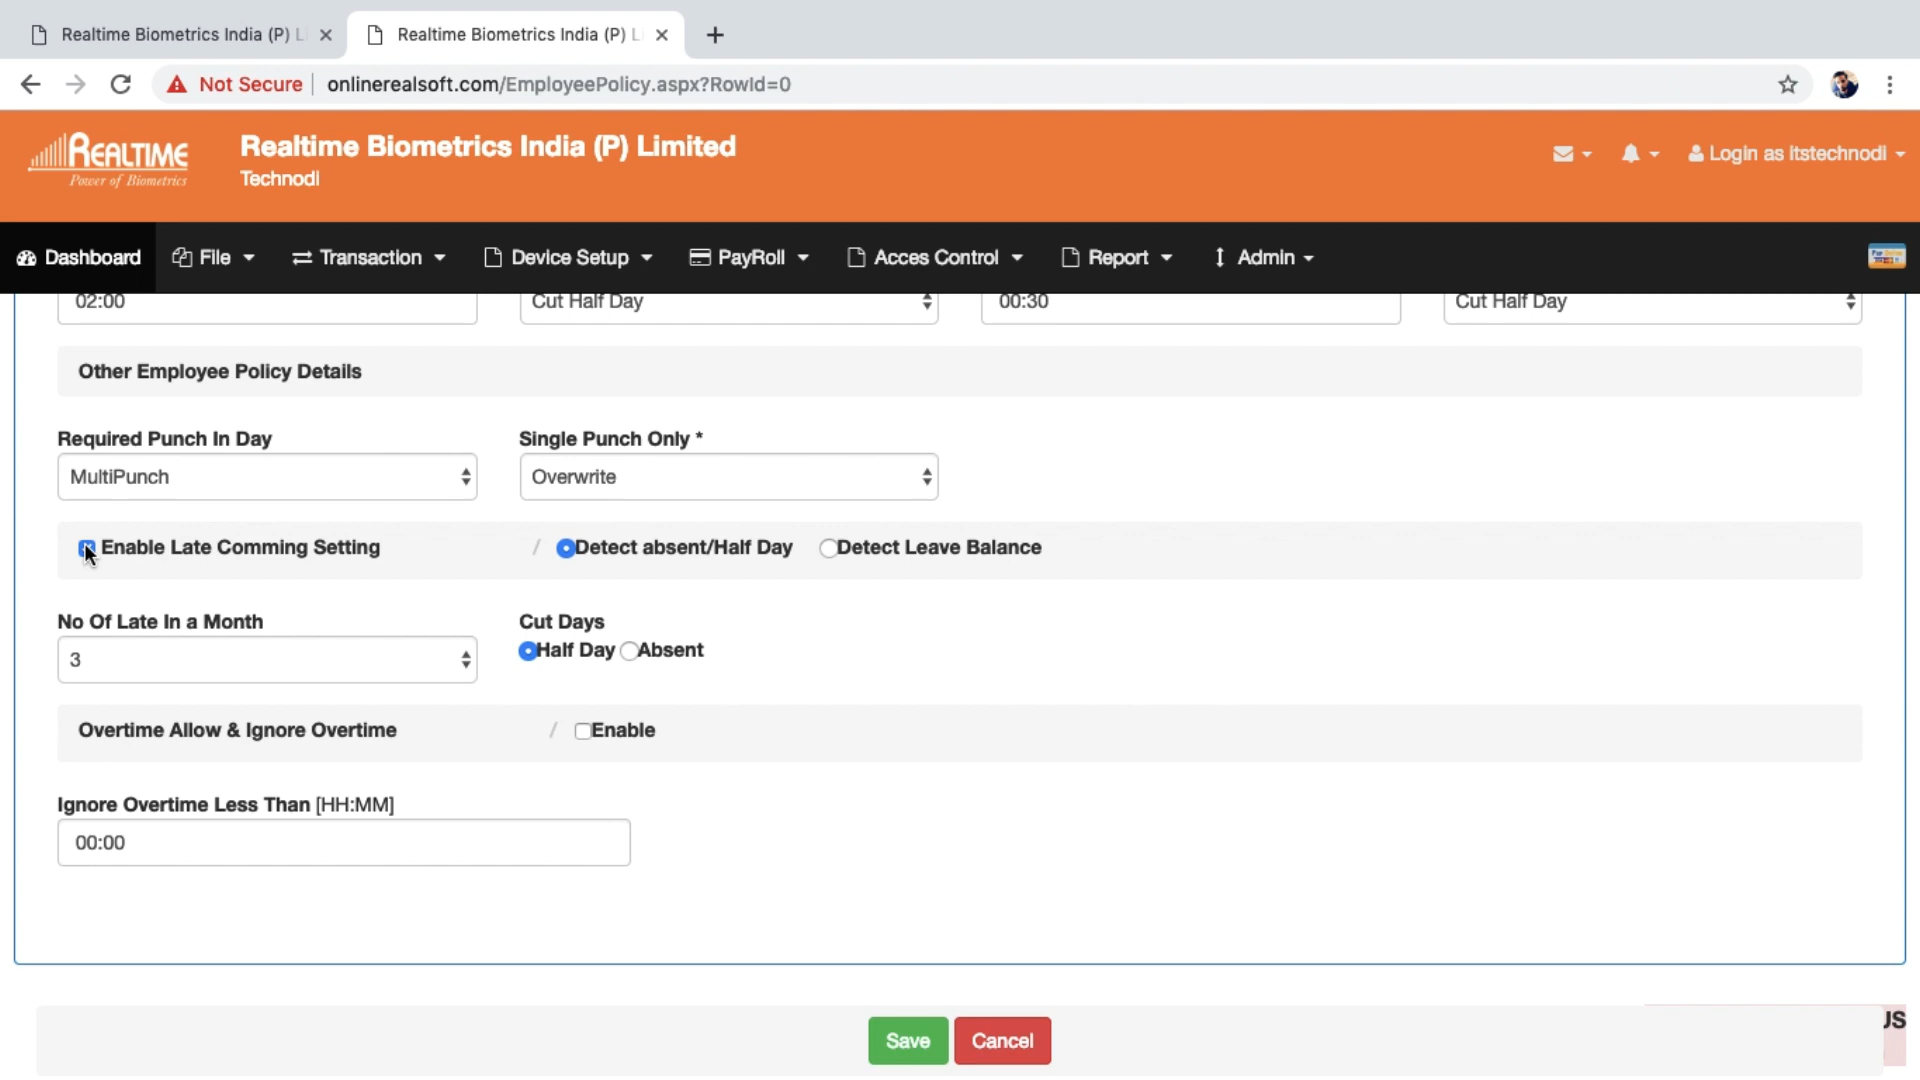 Realtime Biometrics India (P) L
Realtime Biometrics India (P) L
Not Secure
onlinerealsoft.com/EmployeePolicy.aspx?RowId=0
REALTIME
Power of Biometrics
Realtime Biometrics India (P) Limited
Technodi
Login as itstechnodi
Dashboard
File
Transaction
Device Setup
PayRoll
Acces Control
Report
Admin
02:00
Cut Half Day
00:30
Cut Half Day
Other Employee Policy Details
Required Punch In Day
Single Punch Only *
MultiPunch
Overwrite
Enable Late Comming Setting
/
Detect absent/Half Day
Detect Leave Balance
No Of Late In a Month
Cut Days
3
Half Day
Absent
Overtime Allow & Ignore Overtime
/
Enable
Ignore Overtime Less Than [HH:MM]
00:00
Save
Cancel
US